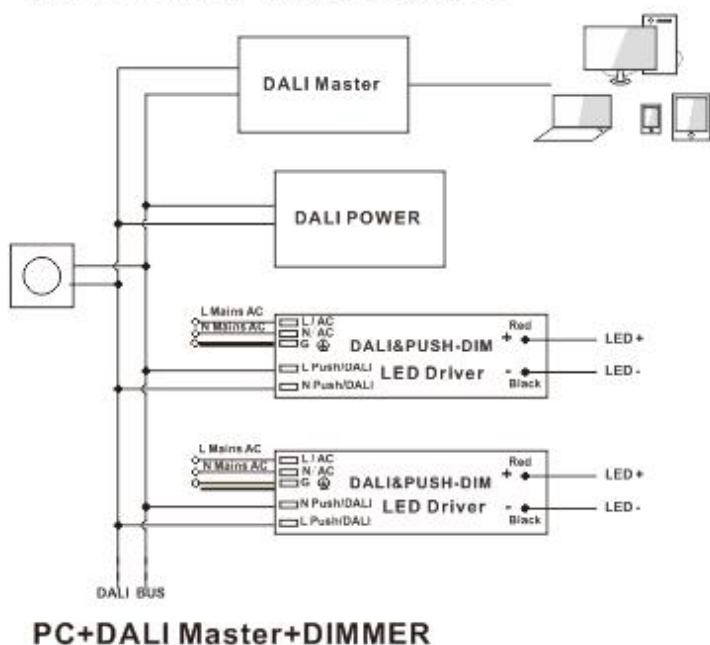 DALI Master
DALI POWER
L Mains AC
N Mains AC
L/ AC
N/ AC
G
DALI&PUSH-DIM
LED Driver
L Push/DALI
N Push/DALI
Red
+
-
Black
LED+
LED-
L Mains AC
N Mains AC
L/ AC
N/ AC
G
DALI&PUSH-DIM
LED Driver
N Push/DALI
L Push/DALI
Red
+
-
Black
LED+
LED-
DALI BUS
PC+DALI Master+DIMMER